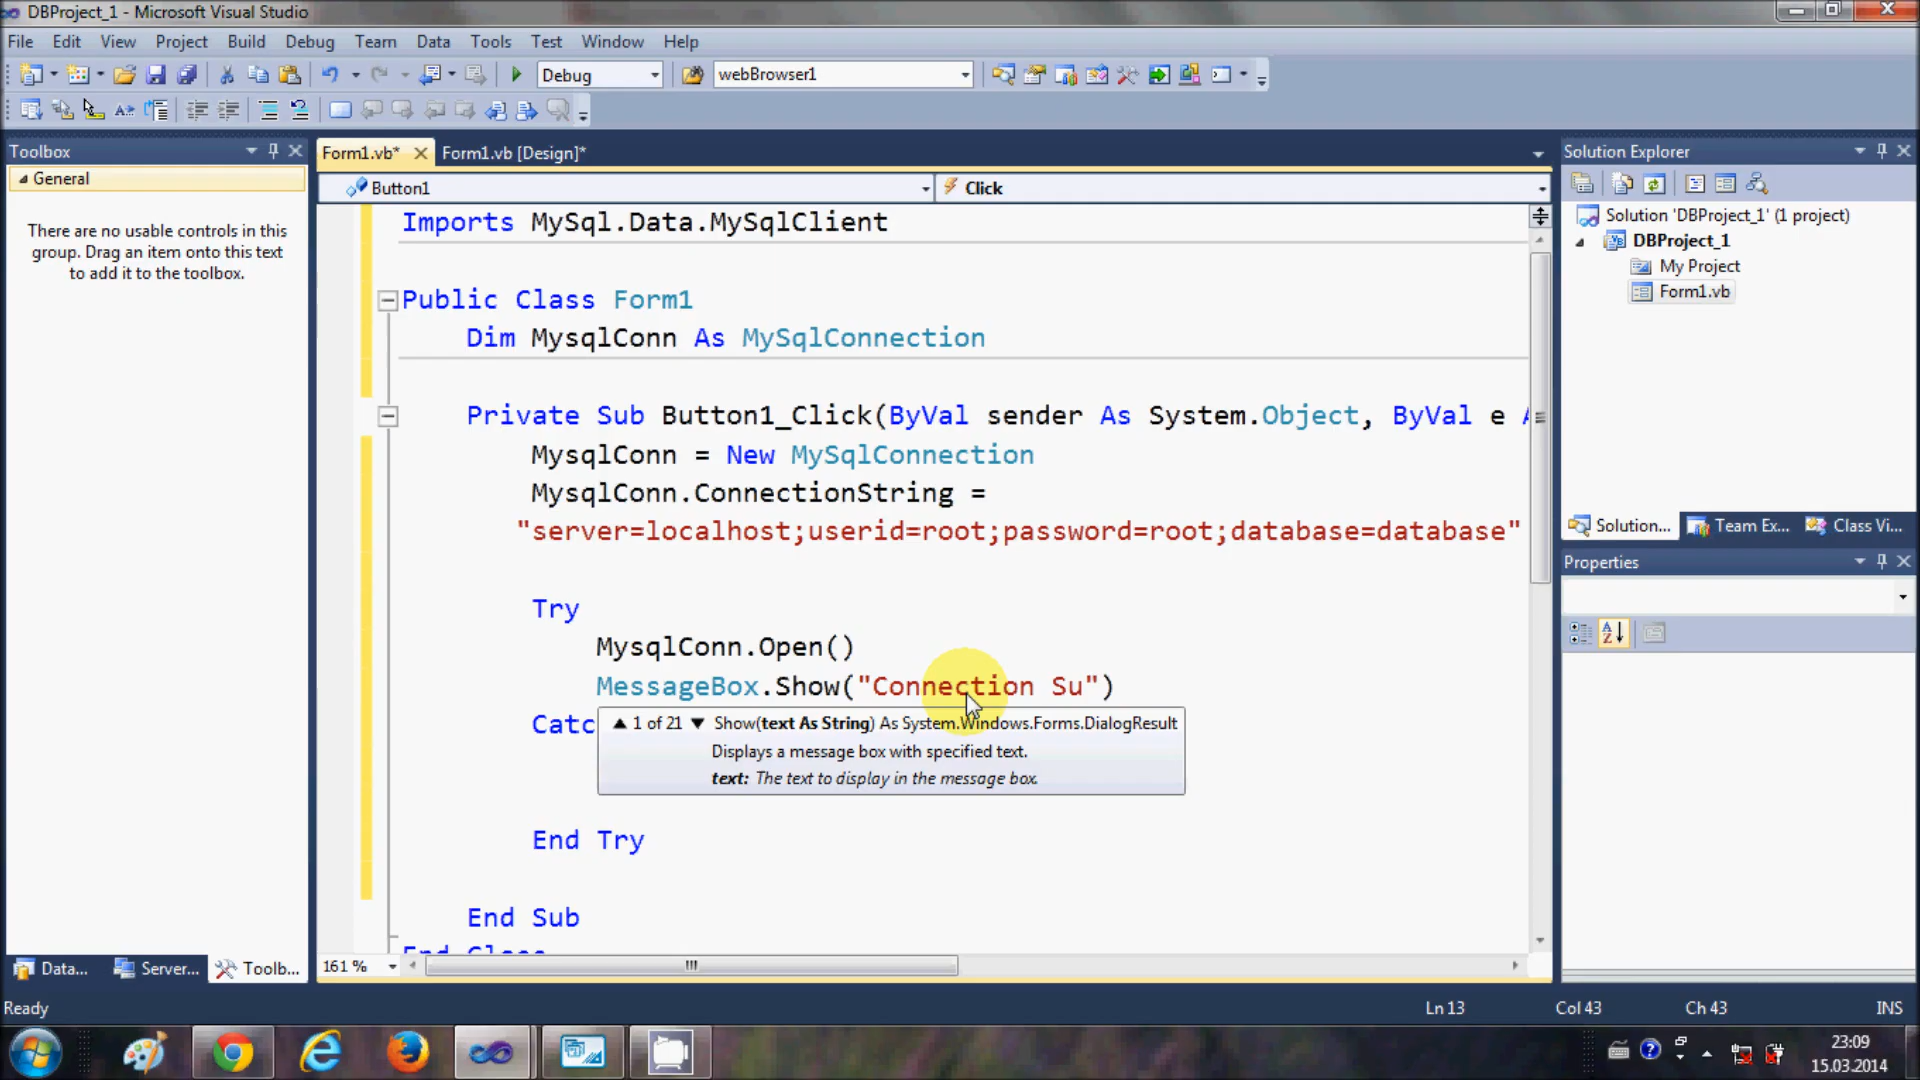 DBProject_1 - Microsoft Visual Studio
File Edit View Project Build Debug Team Data Tools Test Window Help
Debug webBrowser1
Toolbox
General
There are no usable controls in this
group. Drag an item onto this text
to add it to the toolbox.
Data... Server... Toolb...
Form1.vb* Form1.vb [Design]*
Button1 Click
Imports MySql.Data.MySqlClient
Public Class Form1
Dim MysqlConn As MySqlConnection
Private Sub Button1_Click(ByVal sender As System.Object, ByVal e A
MysqlConn = New MySqlConnection
MysqlConn.ConnectionString =
"server=localhost;userid=root;password=root;database=database"
Try
MysqlConn.Open()
MessageBox.Show("Connection Su")
Catc
1 of 21 Show(text As String) As System.Windows.Forms.DialogResult
Displays a message box with specified text.
text: The text to display in the message box.
End Try
End Sub
End Class
161 %
Solution Explorer
Solution 'DBProject_1' (1 project)
DBProject_1
My Project
Form1.vb
Solution... Team Ex... Class Vi...
Properties
Ready Ln 13 Col 43 Ch 43 INS
23:09
15.03.2014